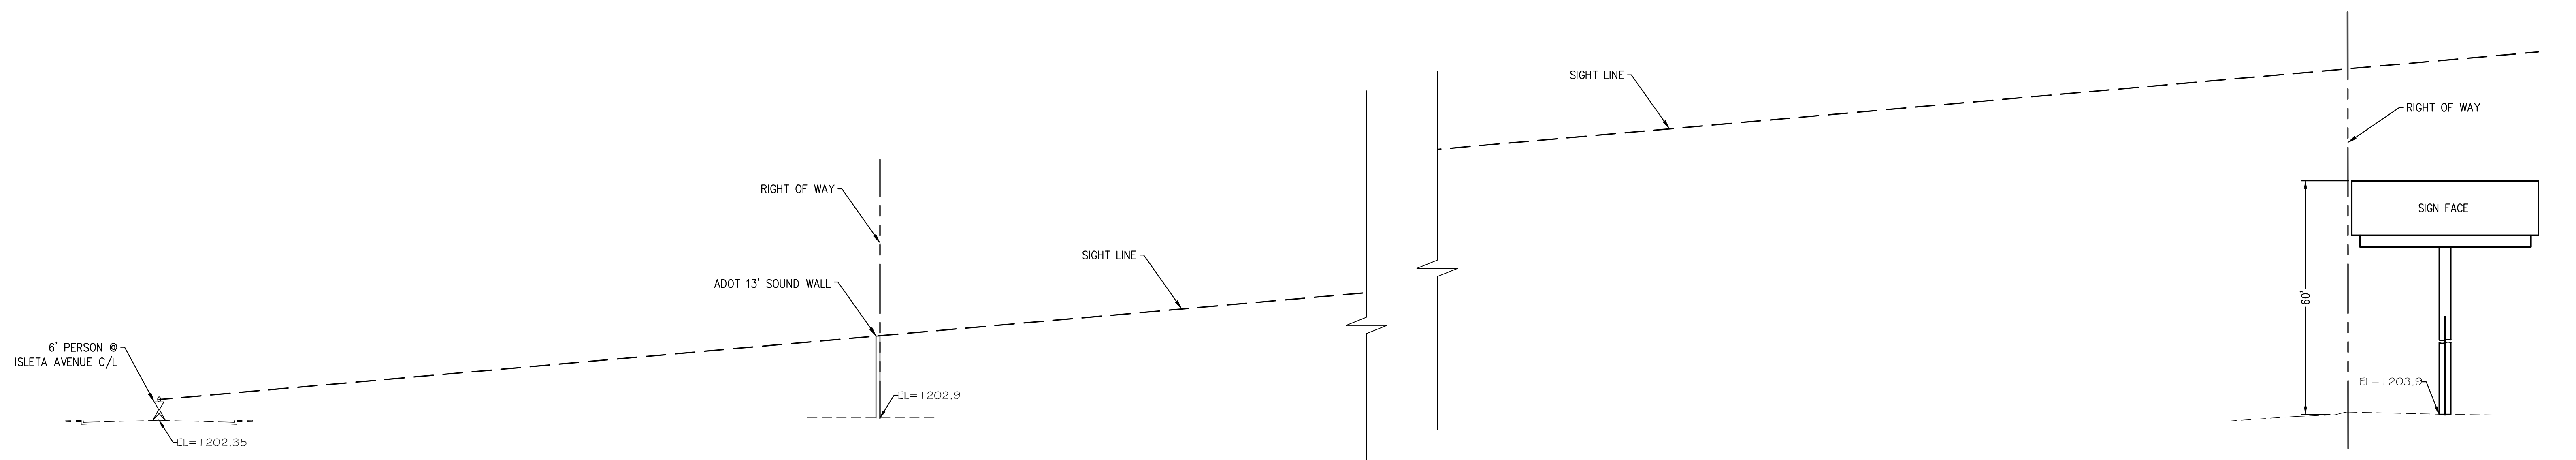 6' PERSON @
ISLETA AVENUE C/L
EL=1202.35
RIGHT OF WAY
ADOT 13' SOUND WALL
EL=1202.9
SIGHT LINE
SIGHT LINE
RIGHT OF WAY
SIGN FACE
60'
EL=1203.9